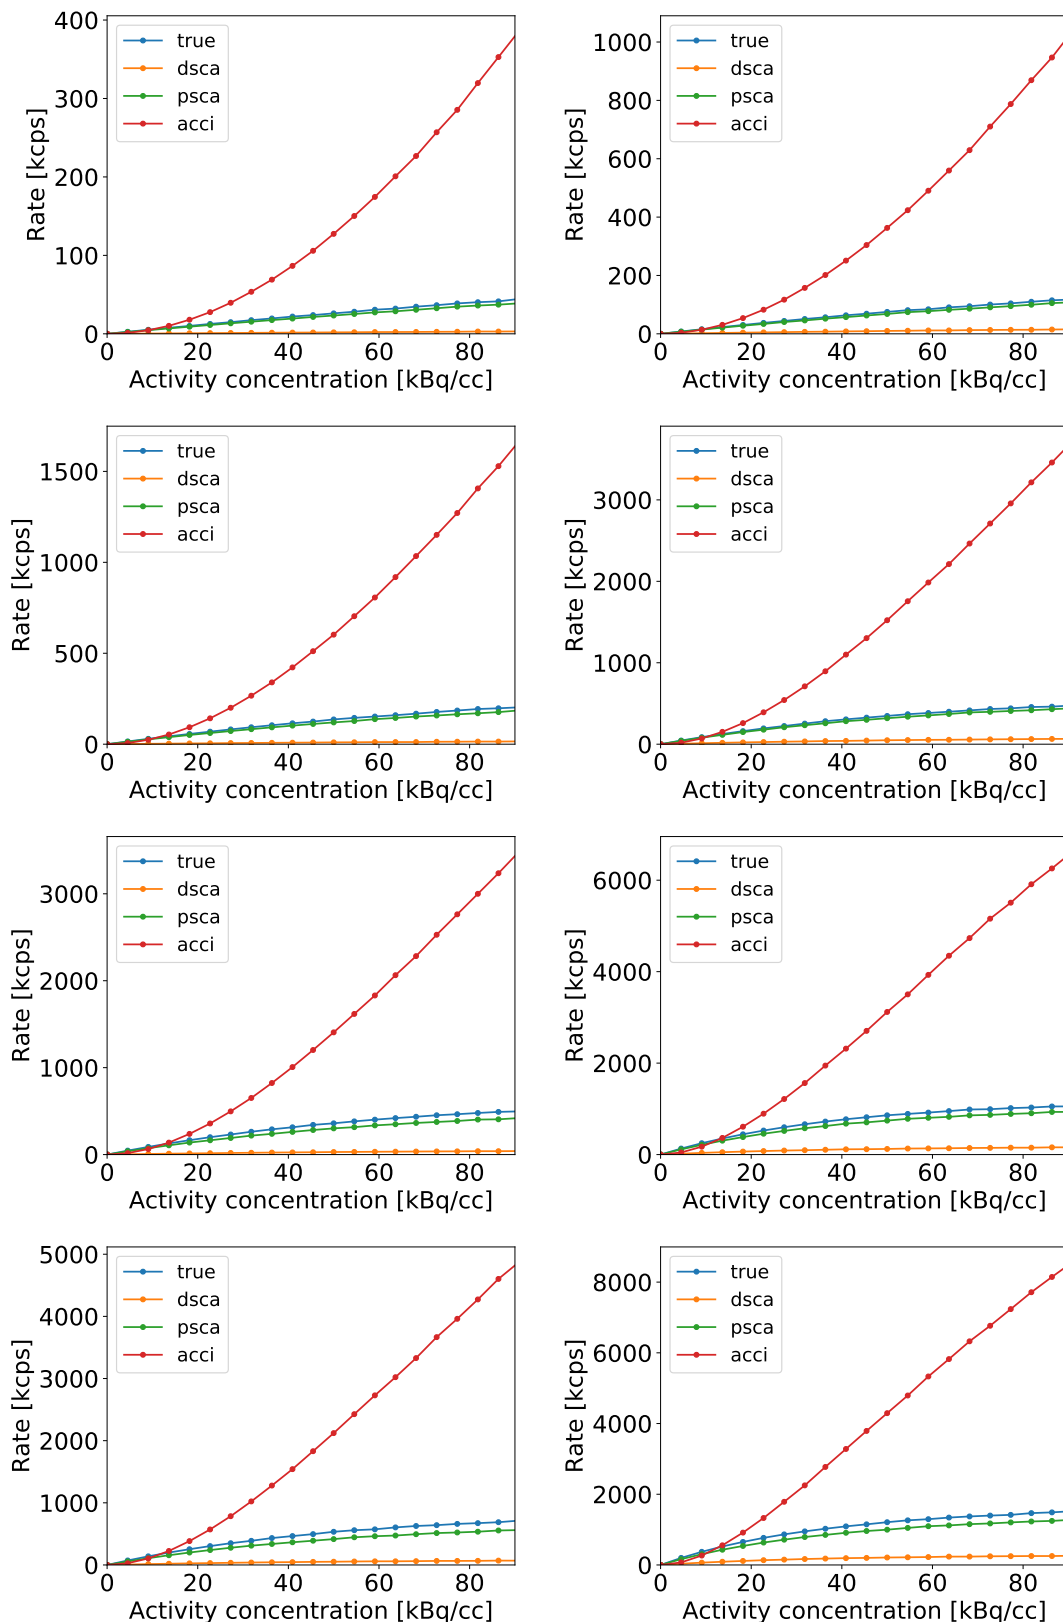 400
300
200
100
0
Rate [kcps]
true
dsca
psca
acci
0 20 40 60 80
Activity concentration [kBq/cc]
1000
800
600
400
200
0
Rate [kcps]
true
dsca
psca
acci
0 20 40 60 80
Activity concentration [kBq/cc]
1500
1000
500
0
Rate [kcps]
true
dsca
psca
acci
0 20 40 60 80
Activity concentration [kBq/cc]
3000
2000
1000
0
Rate [kcps]
true
dsca
psca
acci
0 20 40 60 80
Activity concentration [kBq/cc]
3000
2000
1000
0
Rate [kcps]
true
dsca
psca
acci
0 20 40 60 80
Activity concentration [kBq/cc]
6000
4000
2000
0
Rate [kcps]
true
dsca
psca
acci
0 20 40 60 80
Activity concentration [kBq/cc]
5000
4000
3000
2000
1000
0
Rate [kcps]
true
dsca
psca
acci
0 20 40 60 80
Activity concentration [kBq/cc]
8000
6000
4000
2000
0
Rate [kcps]
true
dsca
psca
acci
0 20 40 60 80
Activity concentration [kBq/cc]